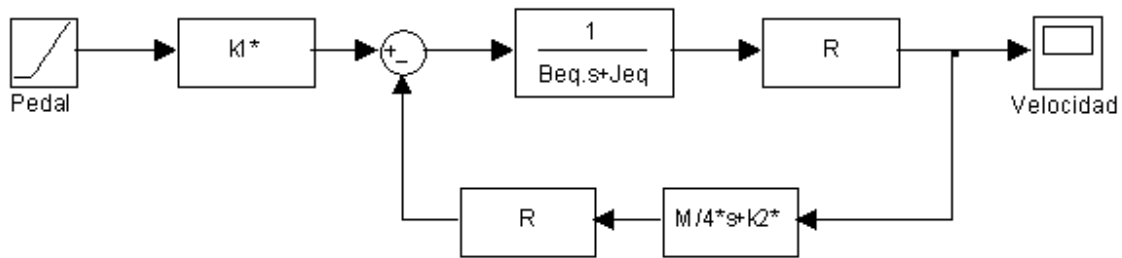 Pedal
k1*
+
−
1
Beq.s+Jeq
R
Velocidad
R
M/4*s+k2*